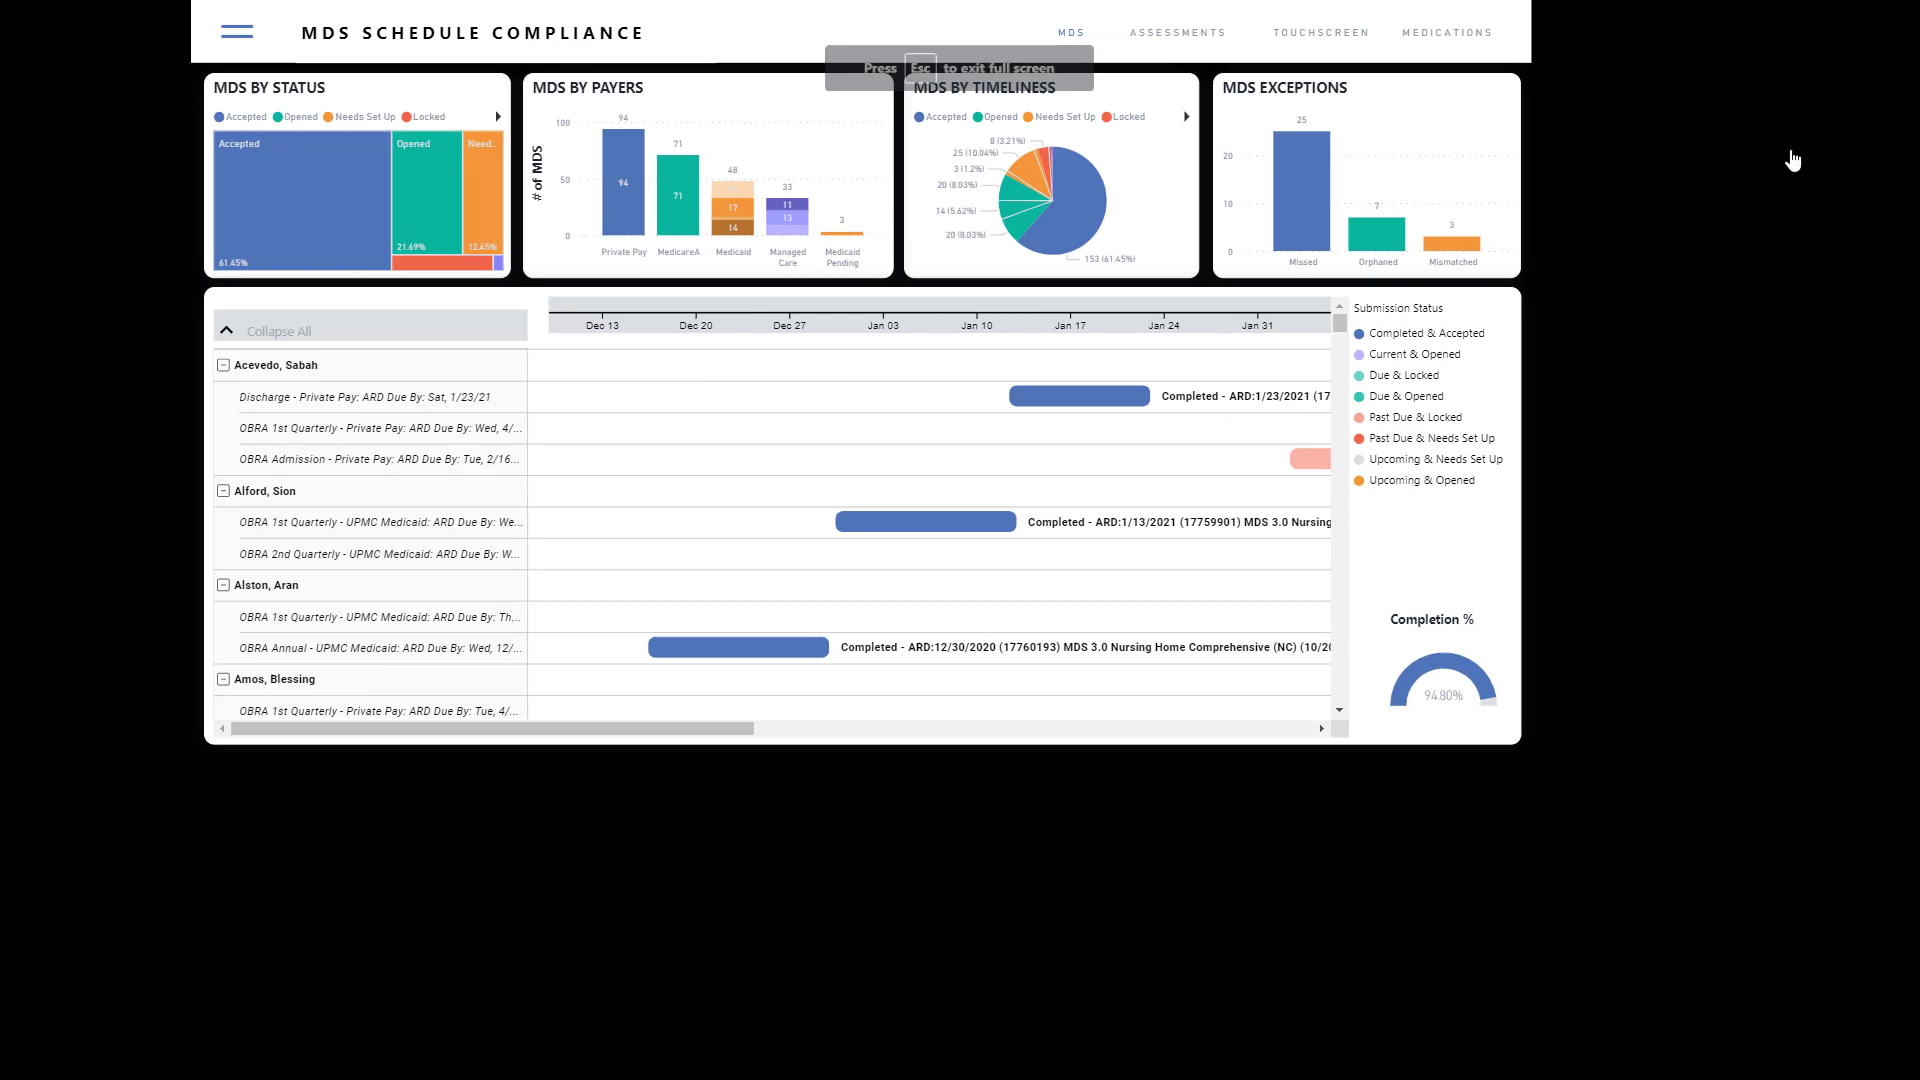 MDS SCHEDULE COMPLIANCE
MDS
ASSESSMENTS
TOUCHSCREEN
MEDICATIONS
Press Esc to exit full screen
MDS BY STATUS
Accepted Opened Needs Set Up Locked
Accepted
Opened
Need..
61.45%
21.69%
12.45%
MDS BY PAYERS
# of MDS
100
50
0
94
71
48
33
3
94
71
17
14
11
13
Private Pay
MedicareA
Medicaid
Managed
Care
Medicaid
Pending
MDS BY TIMELINESS
Accepted Opened Needs Set Up Locked
8 (3.21%)
25 (10.04%)
3 (1.2%)
20 (8.03%)
14 (5.62%)
20 (8.03%)
153 (61.45%)
MDS EXCEPTIONS
20
10
0
25
7
3
Missed
Orphaned
Mismatched
Collapse All
Dec 13
Dec 20
Dec 27
Jan 03
Jan 10
Jan 17
Jan 24
Jan 31
Acevedo, Sabah
Discharge - Private Pay: ARD Due By: Sat, 1/23/21
Completed - ARD:1/23/2021 (17
OBRA 1st Quarterly - Private Pay: ARD Due By: Wed, 4/...
OBRA Admission - Private Pay: ARD Due By: Tue, 2/16...
Alford, Sion
OBRA 1st Quarterly - UPMC Medicaid: ARD Due By: We...
Completed - ARD:1/13/2021 (17759901) MDS 3.0 Nursing
OBRA 2nd Quarterly - UPMC Medicaid: ARD Due By: W...
Alston, Aran
OBRA 1st Quarterly - UPMC Medicaid: ARD Due By: Th...
OBRA Annual - UPMC Medicaid: ARD Due By: Wed, 12/...
Completed - ARD:12/30/2020 (17760193) MDS 3.0 Nursing Home Comprehensive (NC) (10/20
Amos, Blessing
OBRA 1st Quarterly - Private Pay: ARD Due By: Tue, 4/...
Submission Status
Completed & Accepted
Current & Opened
Due & Locked
Due & Opened
Past Due & Locked
Past Due & Needs Set Up
Upcoming & Needs Set Up
Upcoming & Opened
Completion %
94.80%